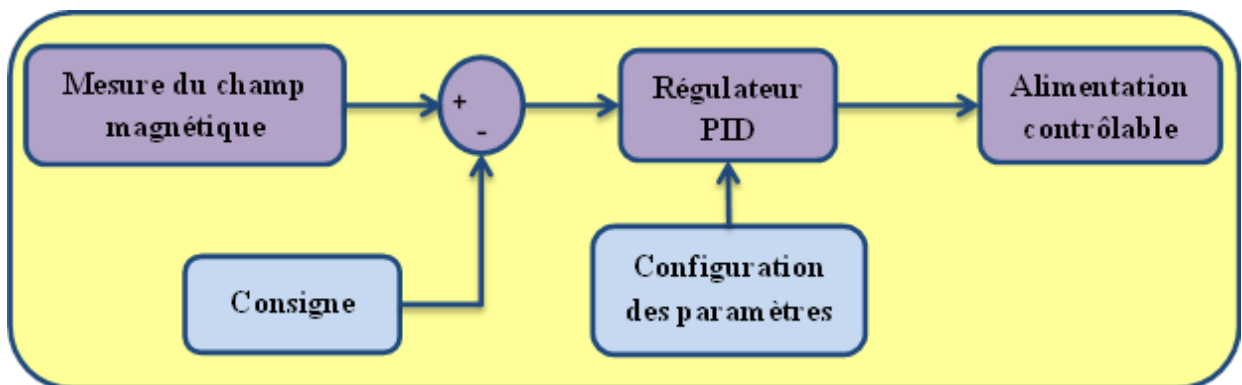 Mesure du champ
magnétique
+
-
Régulateur
PID
Alimentation
contrôlable
Consigne
Configuration
des paramètres